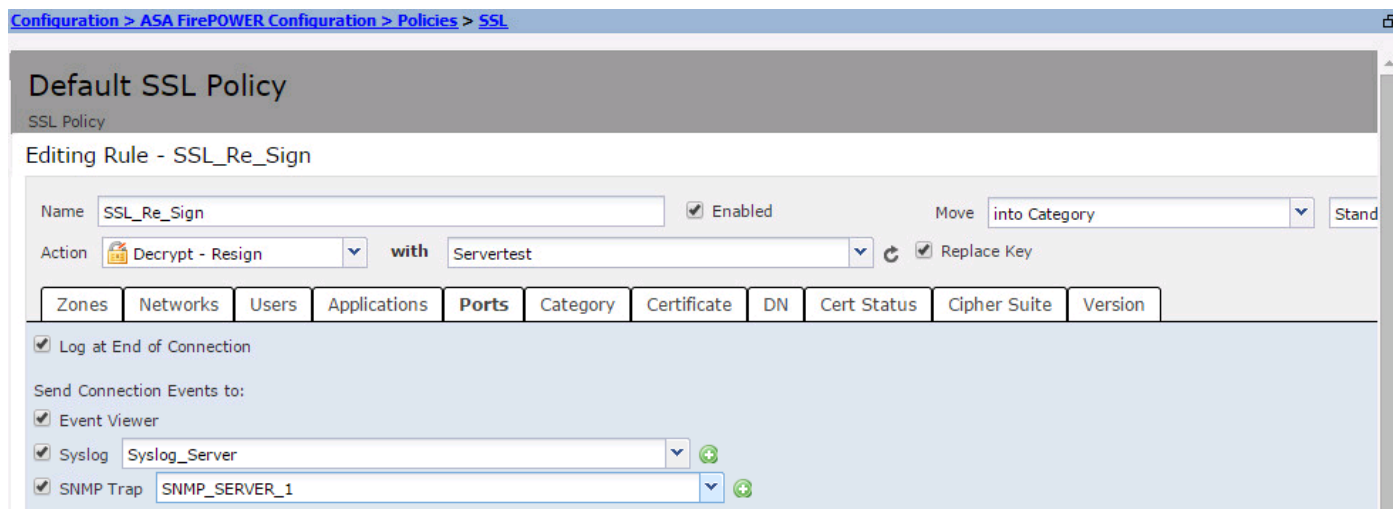 Configuration > ASA FirePOWER Configuration > Policies > SSL
Default SSL Policy
SSL Policy
Editing Rule - SSL_Re_Sign
Name SSL_Re_Sign Enabled Move into Category Stand
Action Decrypt - Resign with Servertest Replace Key
Zones Networks Users Applications Ports Category Certificate DN Cert Status Cipher Suite Version
Log at End of Connection
Send Connection Events to:
Event Viewer
Syslog Syslog_Server
SNMP Trap SNMP_SERVER_1